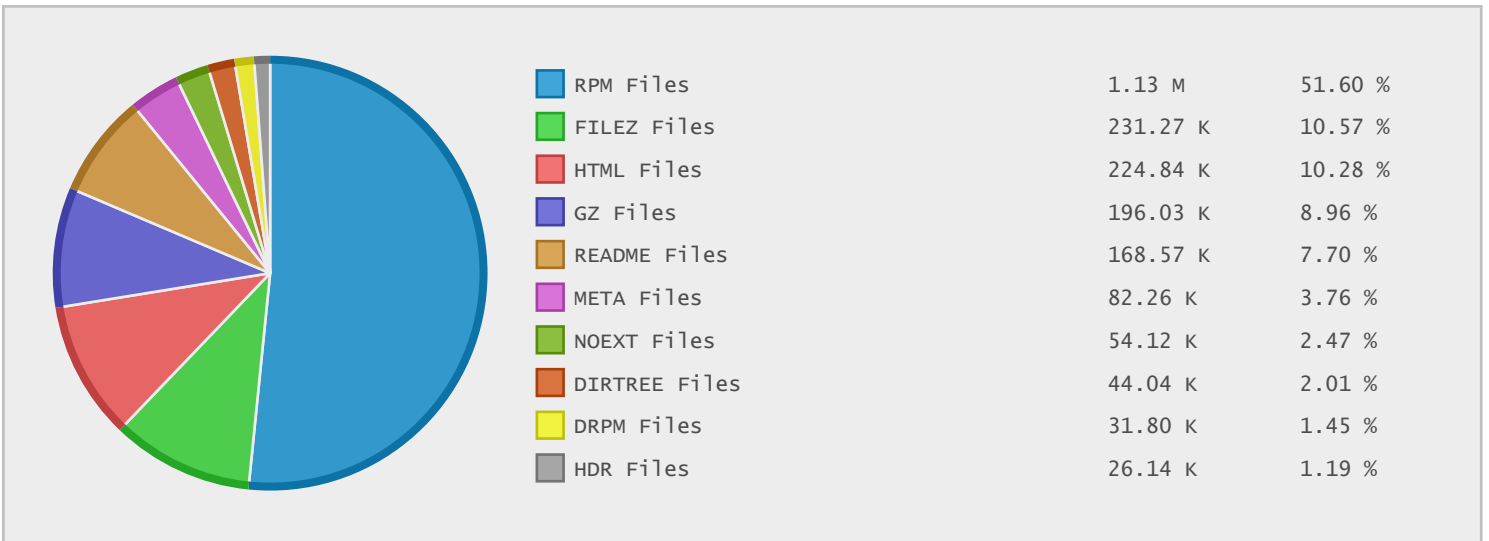 RPM Files 1.13 M 51.60 %
FILEZ Files 231.27 K 10.57 %
HTML Files 224.84 K 10.28 %
GZ Files 196.03 K 8.96 %
README Files 168.57 K 7.70 %
META Files 82.26 K 3.76 %
NOEXT Files 54.12 K 2.47 %
DIRTREE Files 44.04 K 2.01 %
DRPM Files 31.80 K 1.45 %
HDR Files 26.14 K 1.19 %